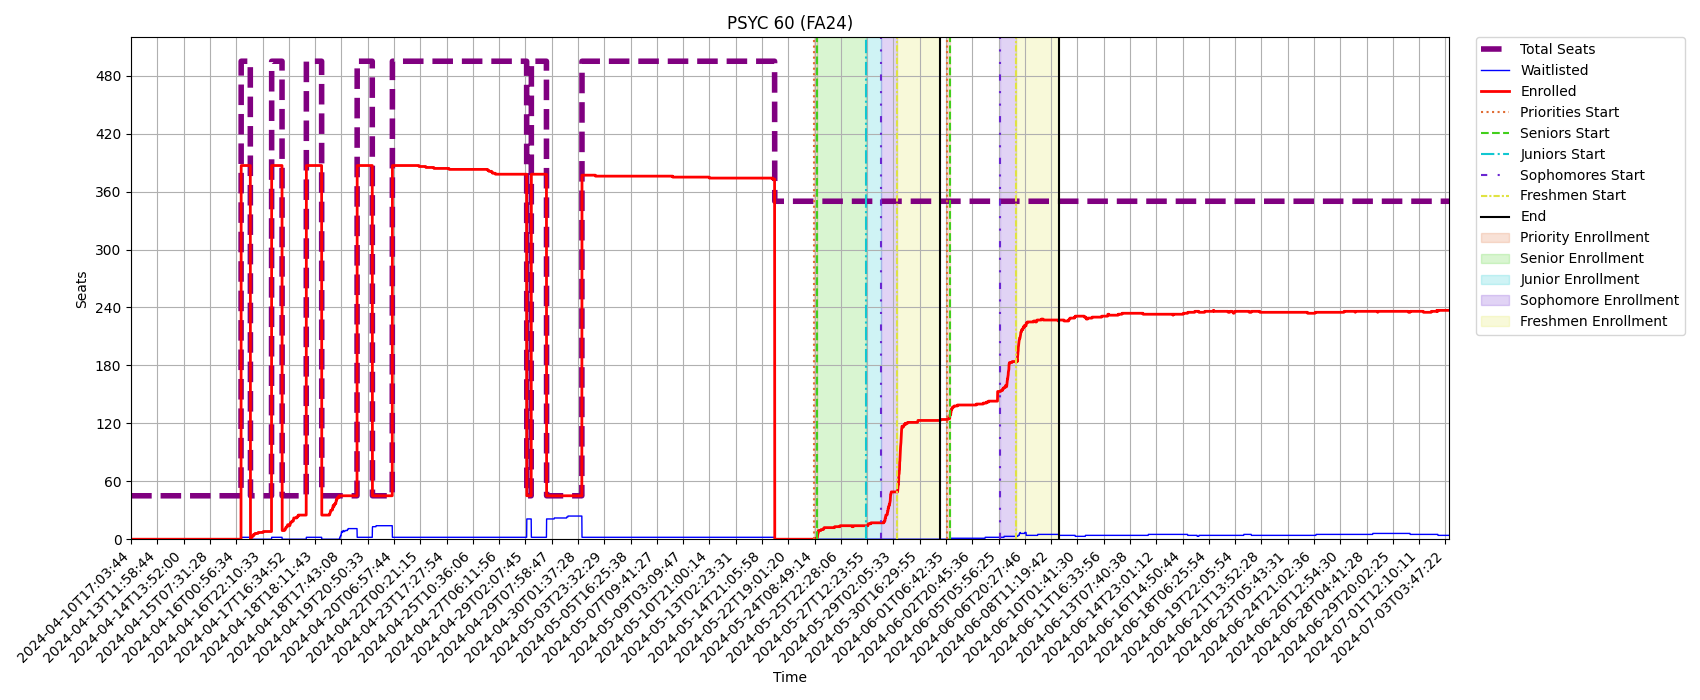 PSYC 60 (FA24)
Seats
480
420
360
300
240
180
120
60
0
2024-04-10T17:03:44
2024-04-13T11:58:44
2024-04-14T13:52:00
2024-04-15T07:31:28
2024-04-16T00:56:34
2024-04-16T22:10:33
2024-04-17T16:34:52
2024-04-18T18:11:43
2024-04-18T17:43:08
2024-04-19T20:50:33
2024-04-20T06:57:44
2024-04-22T00:21:15
2024-04-23T17:27:54
2024-04-25T10:36:00
2024-04-27T06:11:56
2024-04-29T02:07:45
2024-04-29T07:58:47
2024-04-30T01:37:28
2024-05-03T23:32:29
2024-05-05T16:25:38
2024-05-07T09:41:27
2024-05-09T03:09:47
2024-05-10T21:00:14
2024-05-13T02:23:31
2024-05-14T21:05:58
2024-05-22T19:01:20
2024-05-24T08:49:14
2024-05-25T22:28:06
2024-05-27T12:23:55
2024-05-29T02:05:33
2024-05-30T16:29:55
2024-06-01T06:42:35
2024-06-02T20:45:36
2024-06-05T05:56:25
2024-06-06T20:27:46
2024-06-08T11:19:42
2024-06-10T01:41:30
2024-06-11T16:33:56
2024-06-13T07:40:38
2024-06-14T23:01:12
2024-06-16T14:50:44
2024-06-18T06:25:54
2024-06-19T22:05:54
2024-06-21T13:52:28
2024-06-23T05:43:31
2024-06-24T21:02:36
2024-06-26T12:54:30
2024-06-28T04:41:28
2024-06-29T20:02:25
2024-07-01T12:10:11
2024-07-03T03:47:22
Time
Total Seats
Waitlisted
Enrolled
Priorities Start
Seniors Start
Juniors Start
Sophomores Start
Freshmen Start
End
Priority Enrollment
Senior Enrollment
Junior Enrollment
Sophomore Enrollment
Freshmen Enrollment